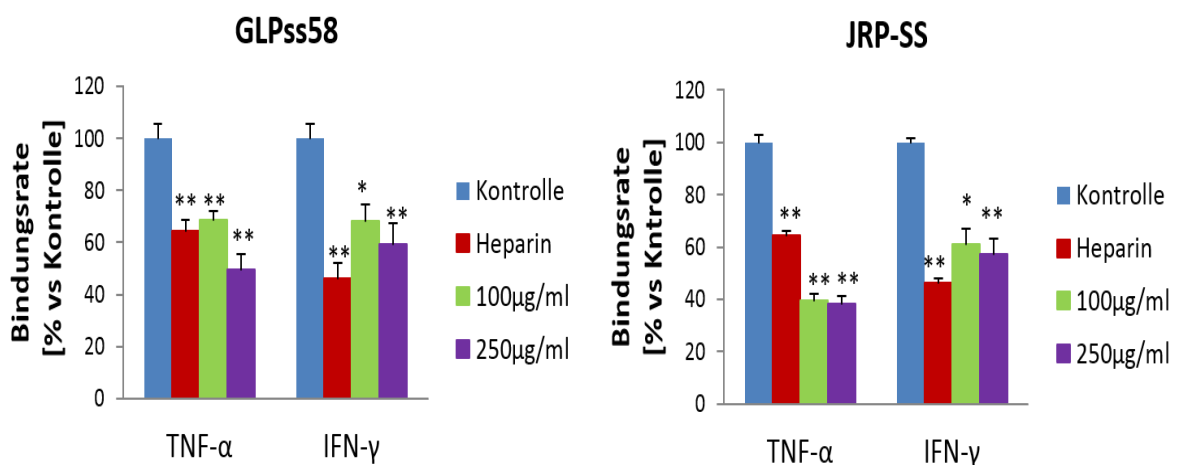 GLPss58
Bindungsrate
[% vs Kontrolle]
120
100
80
60
40
20
0
** **
**
**
*
**
TNF-α
IFN-γ
Kontrolle
Heparin
100µg/ml
250µg/ml
JRP-SS
Bindungsrate
[% vs Kntrolle]
120
100
80
60
40
20
0
**
** **
**
*
**
TNF-α
IFN-γ
Kontrolle
Heparin
100µg/ml
250µg/ml